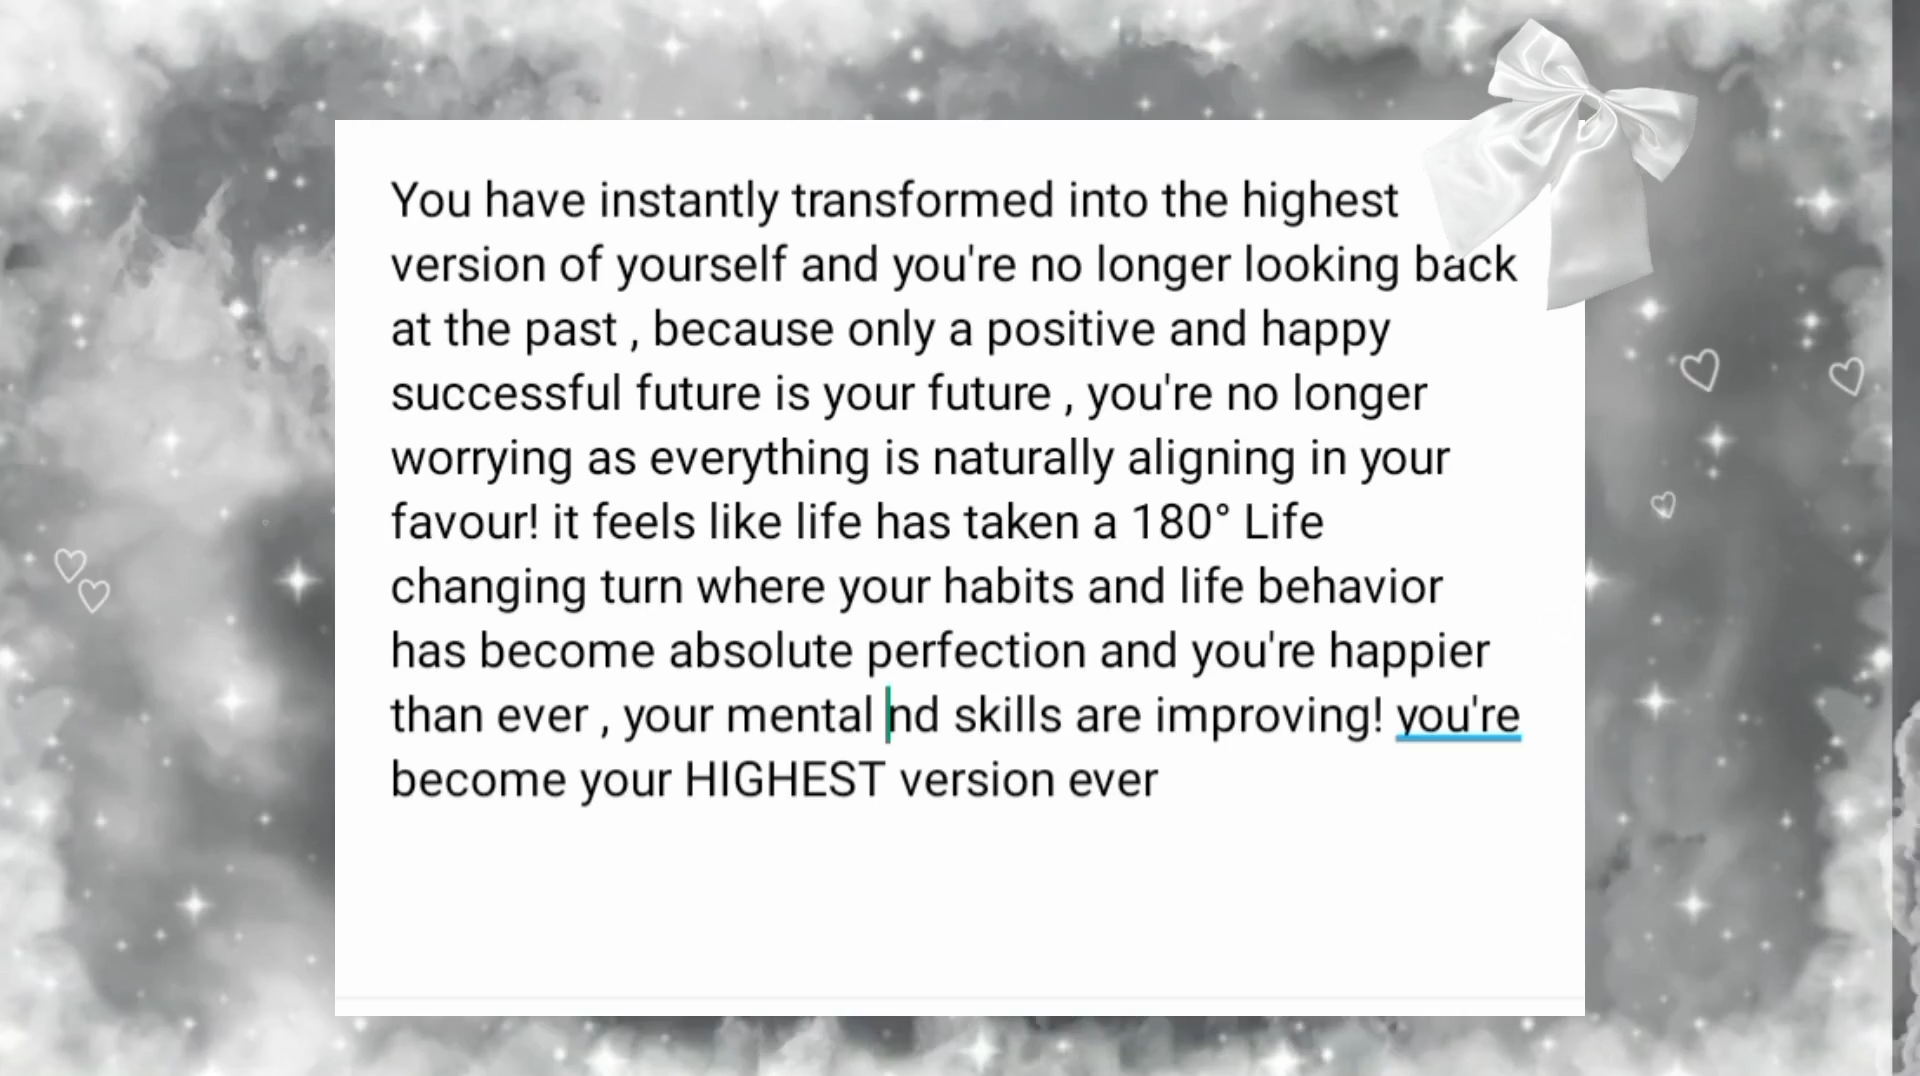 You have instantly transformed into the highest
version of yourself and you're no longer looking back
at the past , because only a positive and happy
successful future is your future , you're no longer
worrying as everything is naturally aligning in your
favour! it feels like life has taken a 180° Life
changing turn where your habits and life behavior
has become absolute perfection and you're happier
than ever , your mental nd skills are improving! you're
become your HIGHEST version ever